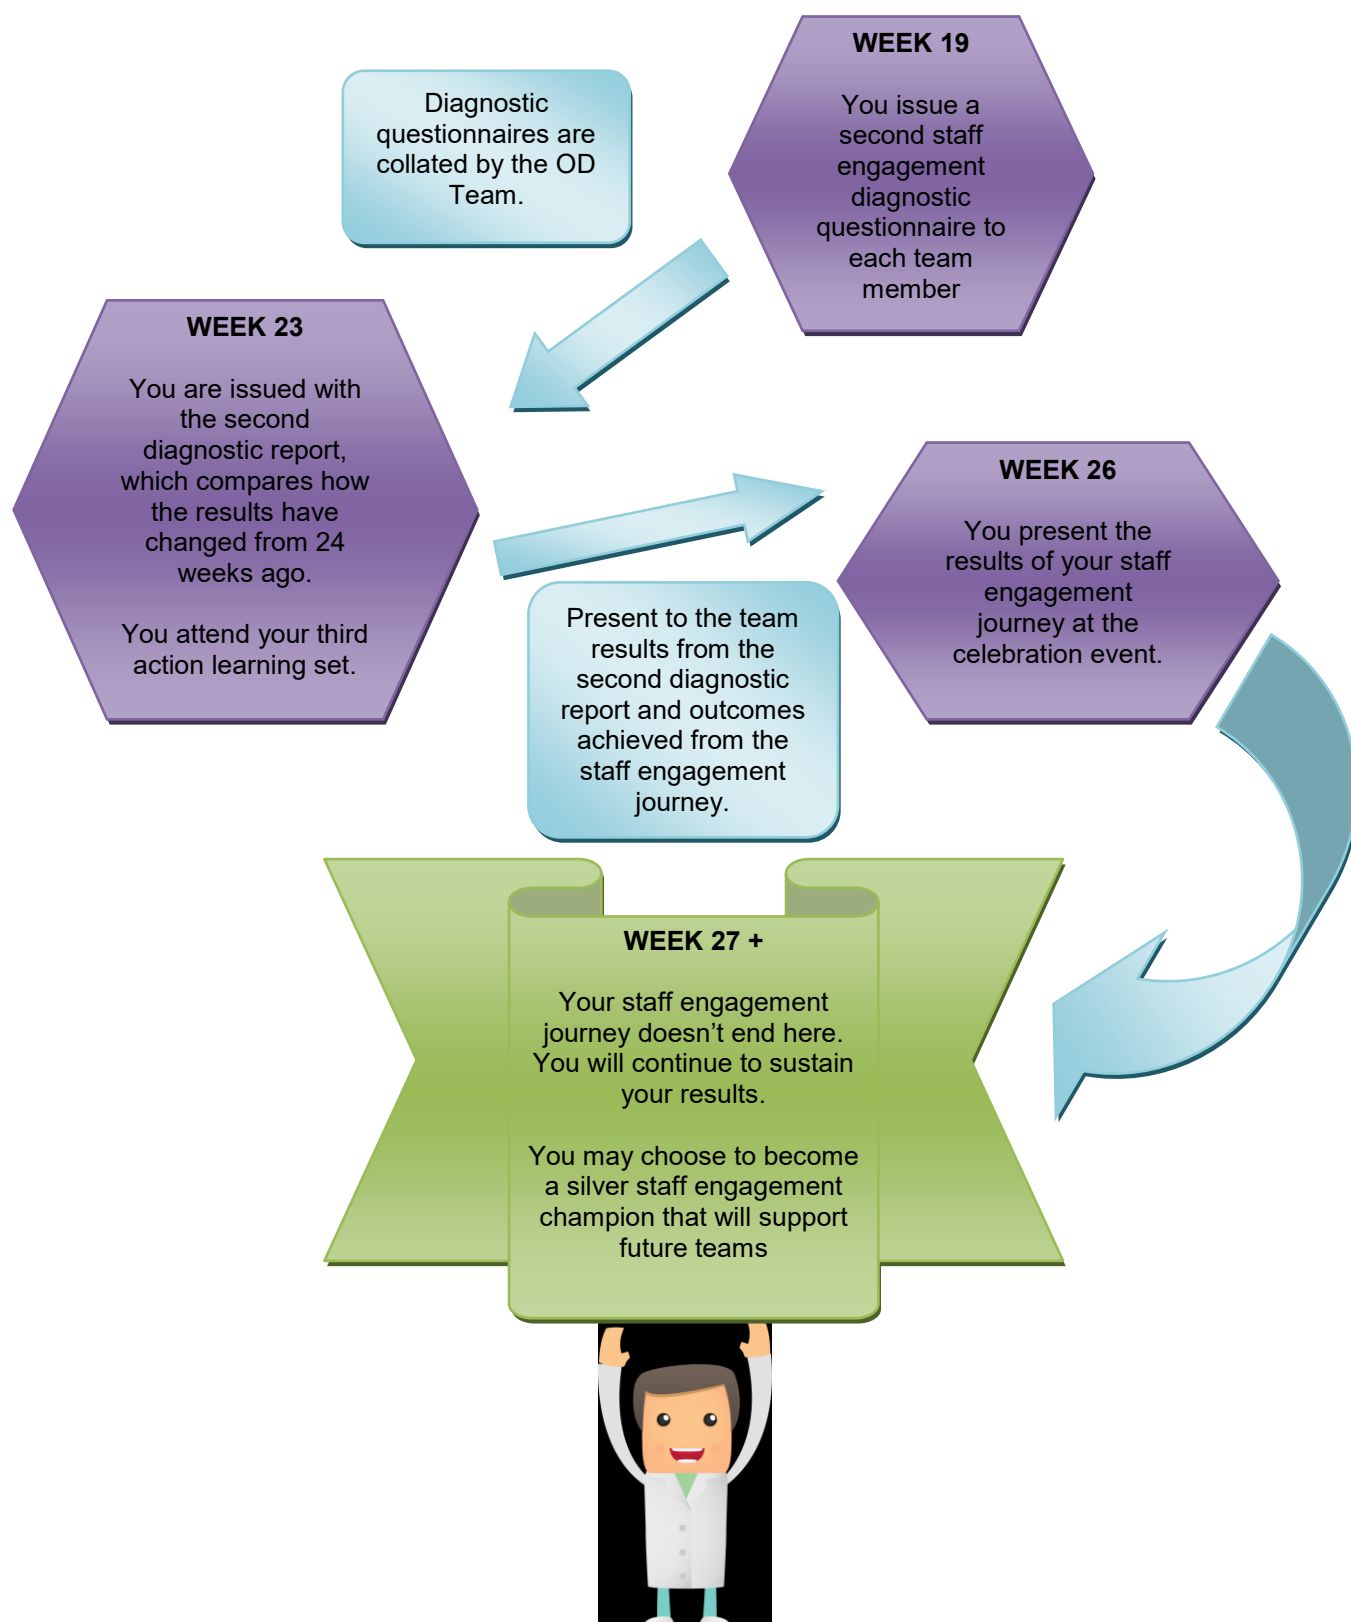 WEEK 19
You issue a
second staff
engagement
diagnostic
questionnaire to
each team
member
Diagnostic
questionnaires are
collated by the OD
Team.
WEEK 23
You are issued with
the second
diagnostic report,
which compares how
the results have
changed from 24
weeks ago.
You attend your third
action learning set.
Present to the team
results from the
second diagnostic
report and outcomes
achieved from the
staff engagement
journey.
WEEK 26
You present the
results of your staff
engagement
journey at the
celebration event.
WEEK 27 +
Your staff engagement
journey doesn’t end here.
You will continue to sustain
your results.
You may choose to become
a silver staff engagement
champion that will support
future teams